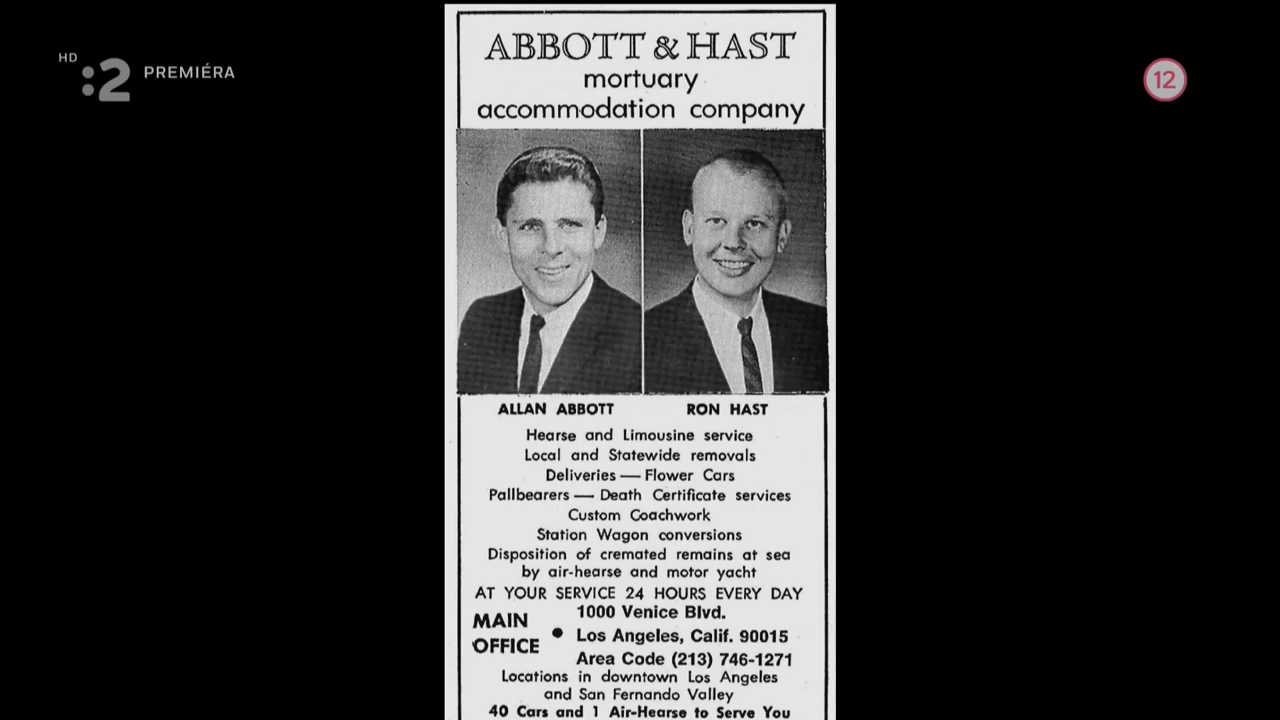 HD
:2 PREMIÉRA
12
ABBOTT & HAST
mortuary
accommodation company
ALLAN ABBOTT RON HAST
Hearse and Limousine service
Local and Statewide removals
Deliveries — Flower Cars
Pallbearers — Death Certificate services
Custom Coachwork
Station Wagon conversions
Disposition of cremated remains at sea
by air-hearse and motor yacht
AT YOUR SERVICE 24 HOURS EVERY DAY
MAIN OFFICE • 1000 Venice Blvd.
Los Angeles, Calif. 90015
Area Code (213) 746-1271
Locations in downtown Los Angeles
and San Fernando Valley
40 Cars and 1 Air-Hearse to Serve You